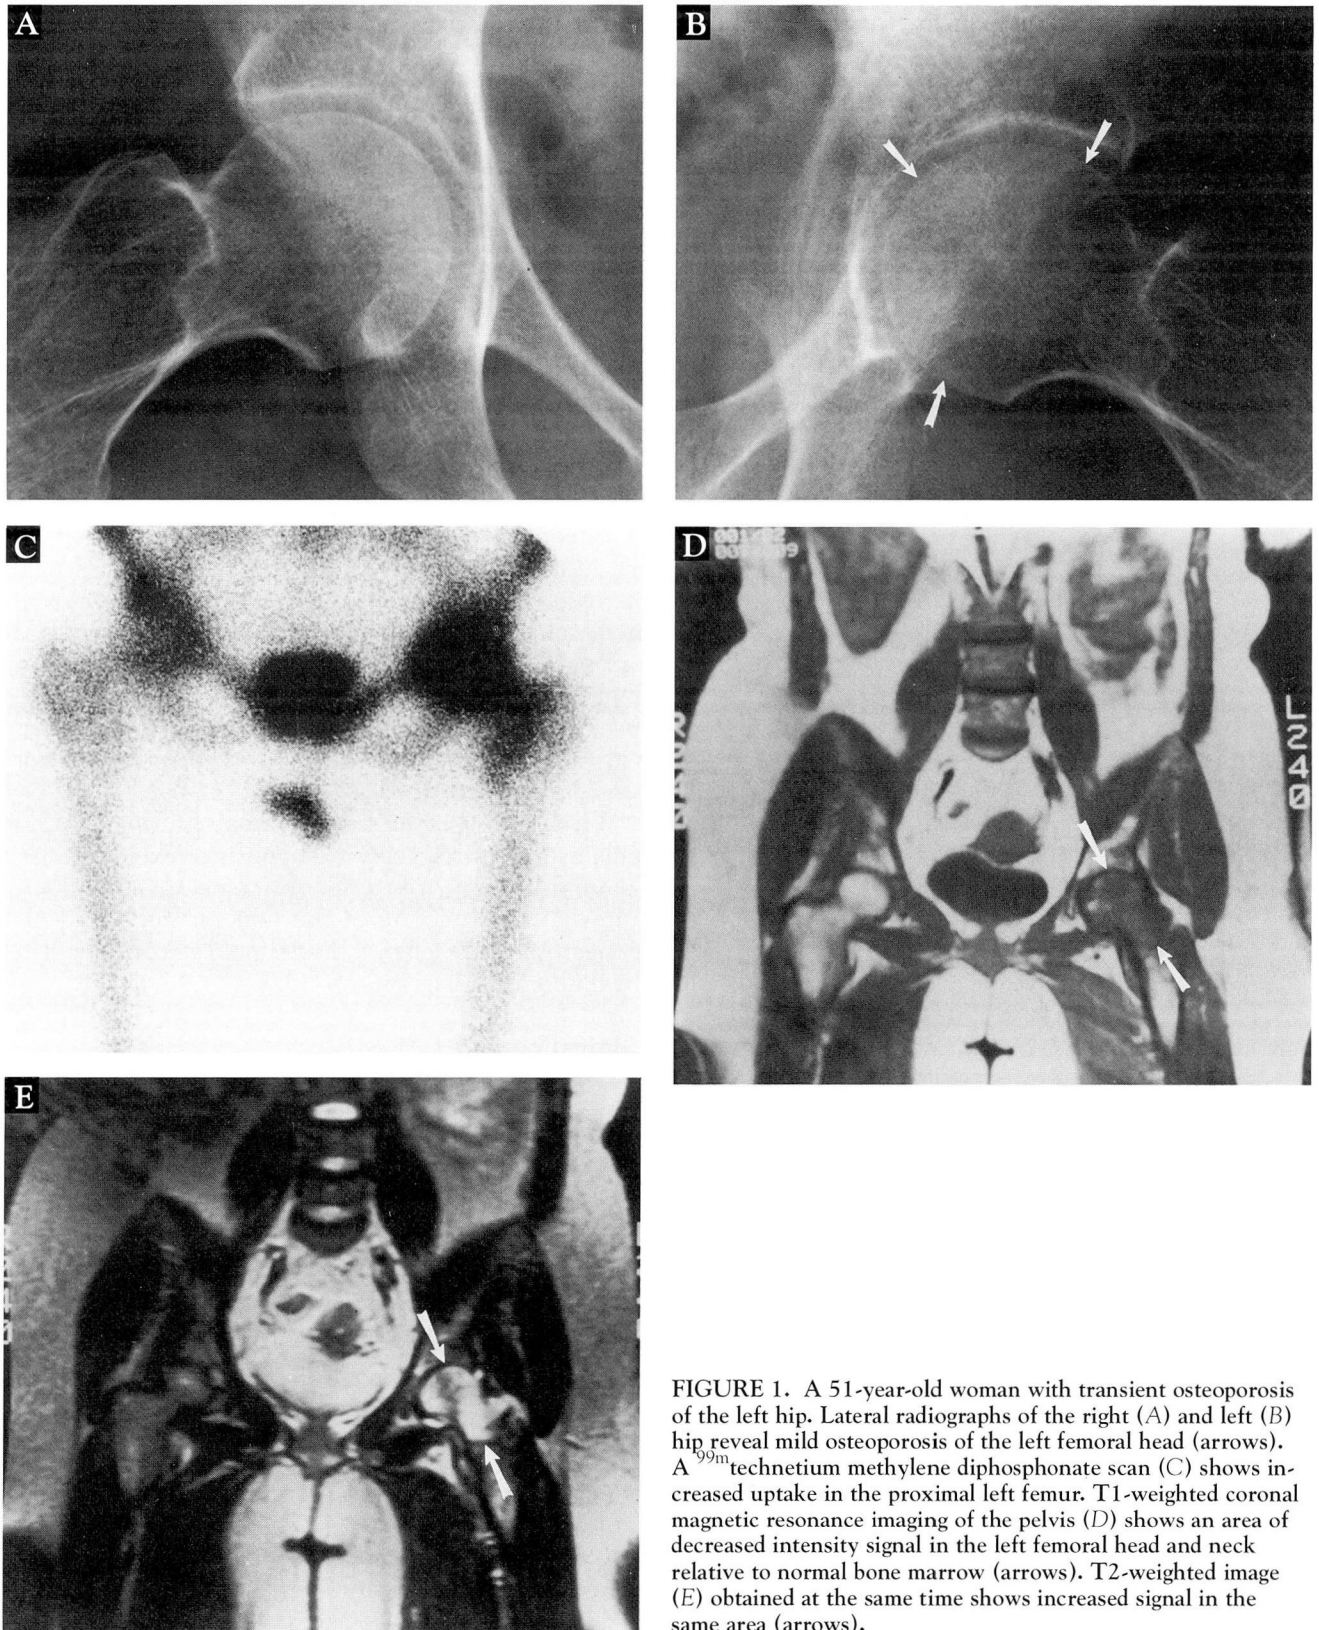 A
B
C
D
L240
E
FIGURE 1. A 51-year-old woman with transient osteoporosis
of the left hip. Lateral radiographs of the right (A) and left (B)
hip reveal mild osteoporosis of the left femoral head (arrows).
A 99mtechnetium methylene diphosphonate scan (C) shows in-
creased uptake in the proximal left femur. T1-weighted coronal
magnetic resonance imaging of the pelvis (D) shows an area of
decreased intensity signal in the left femoral head and neck
relative to normal bone marrow (arrows). T2-weighted image
(E) obtained at the same time shows increased signal in the
same area (arrows).